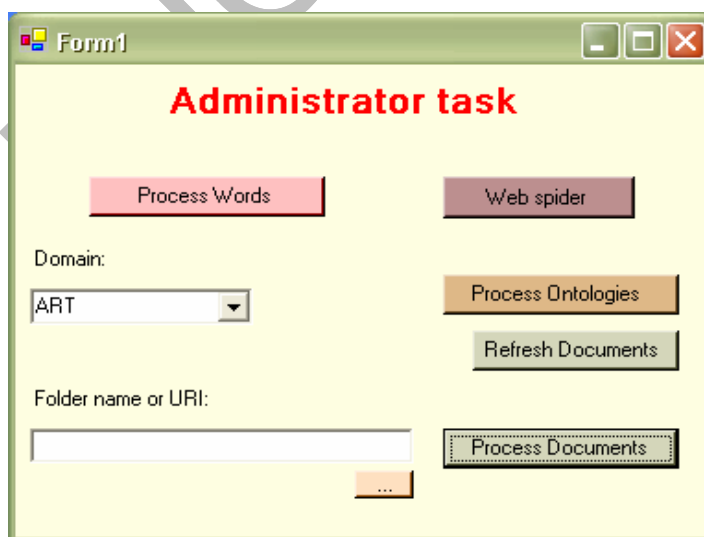 Form1
Administrator task
Process Words
Web spider
Domain:
ART
Process Ontologies
Refresh Documents
Folder name or URI:
Process Documents
...